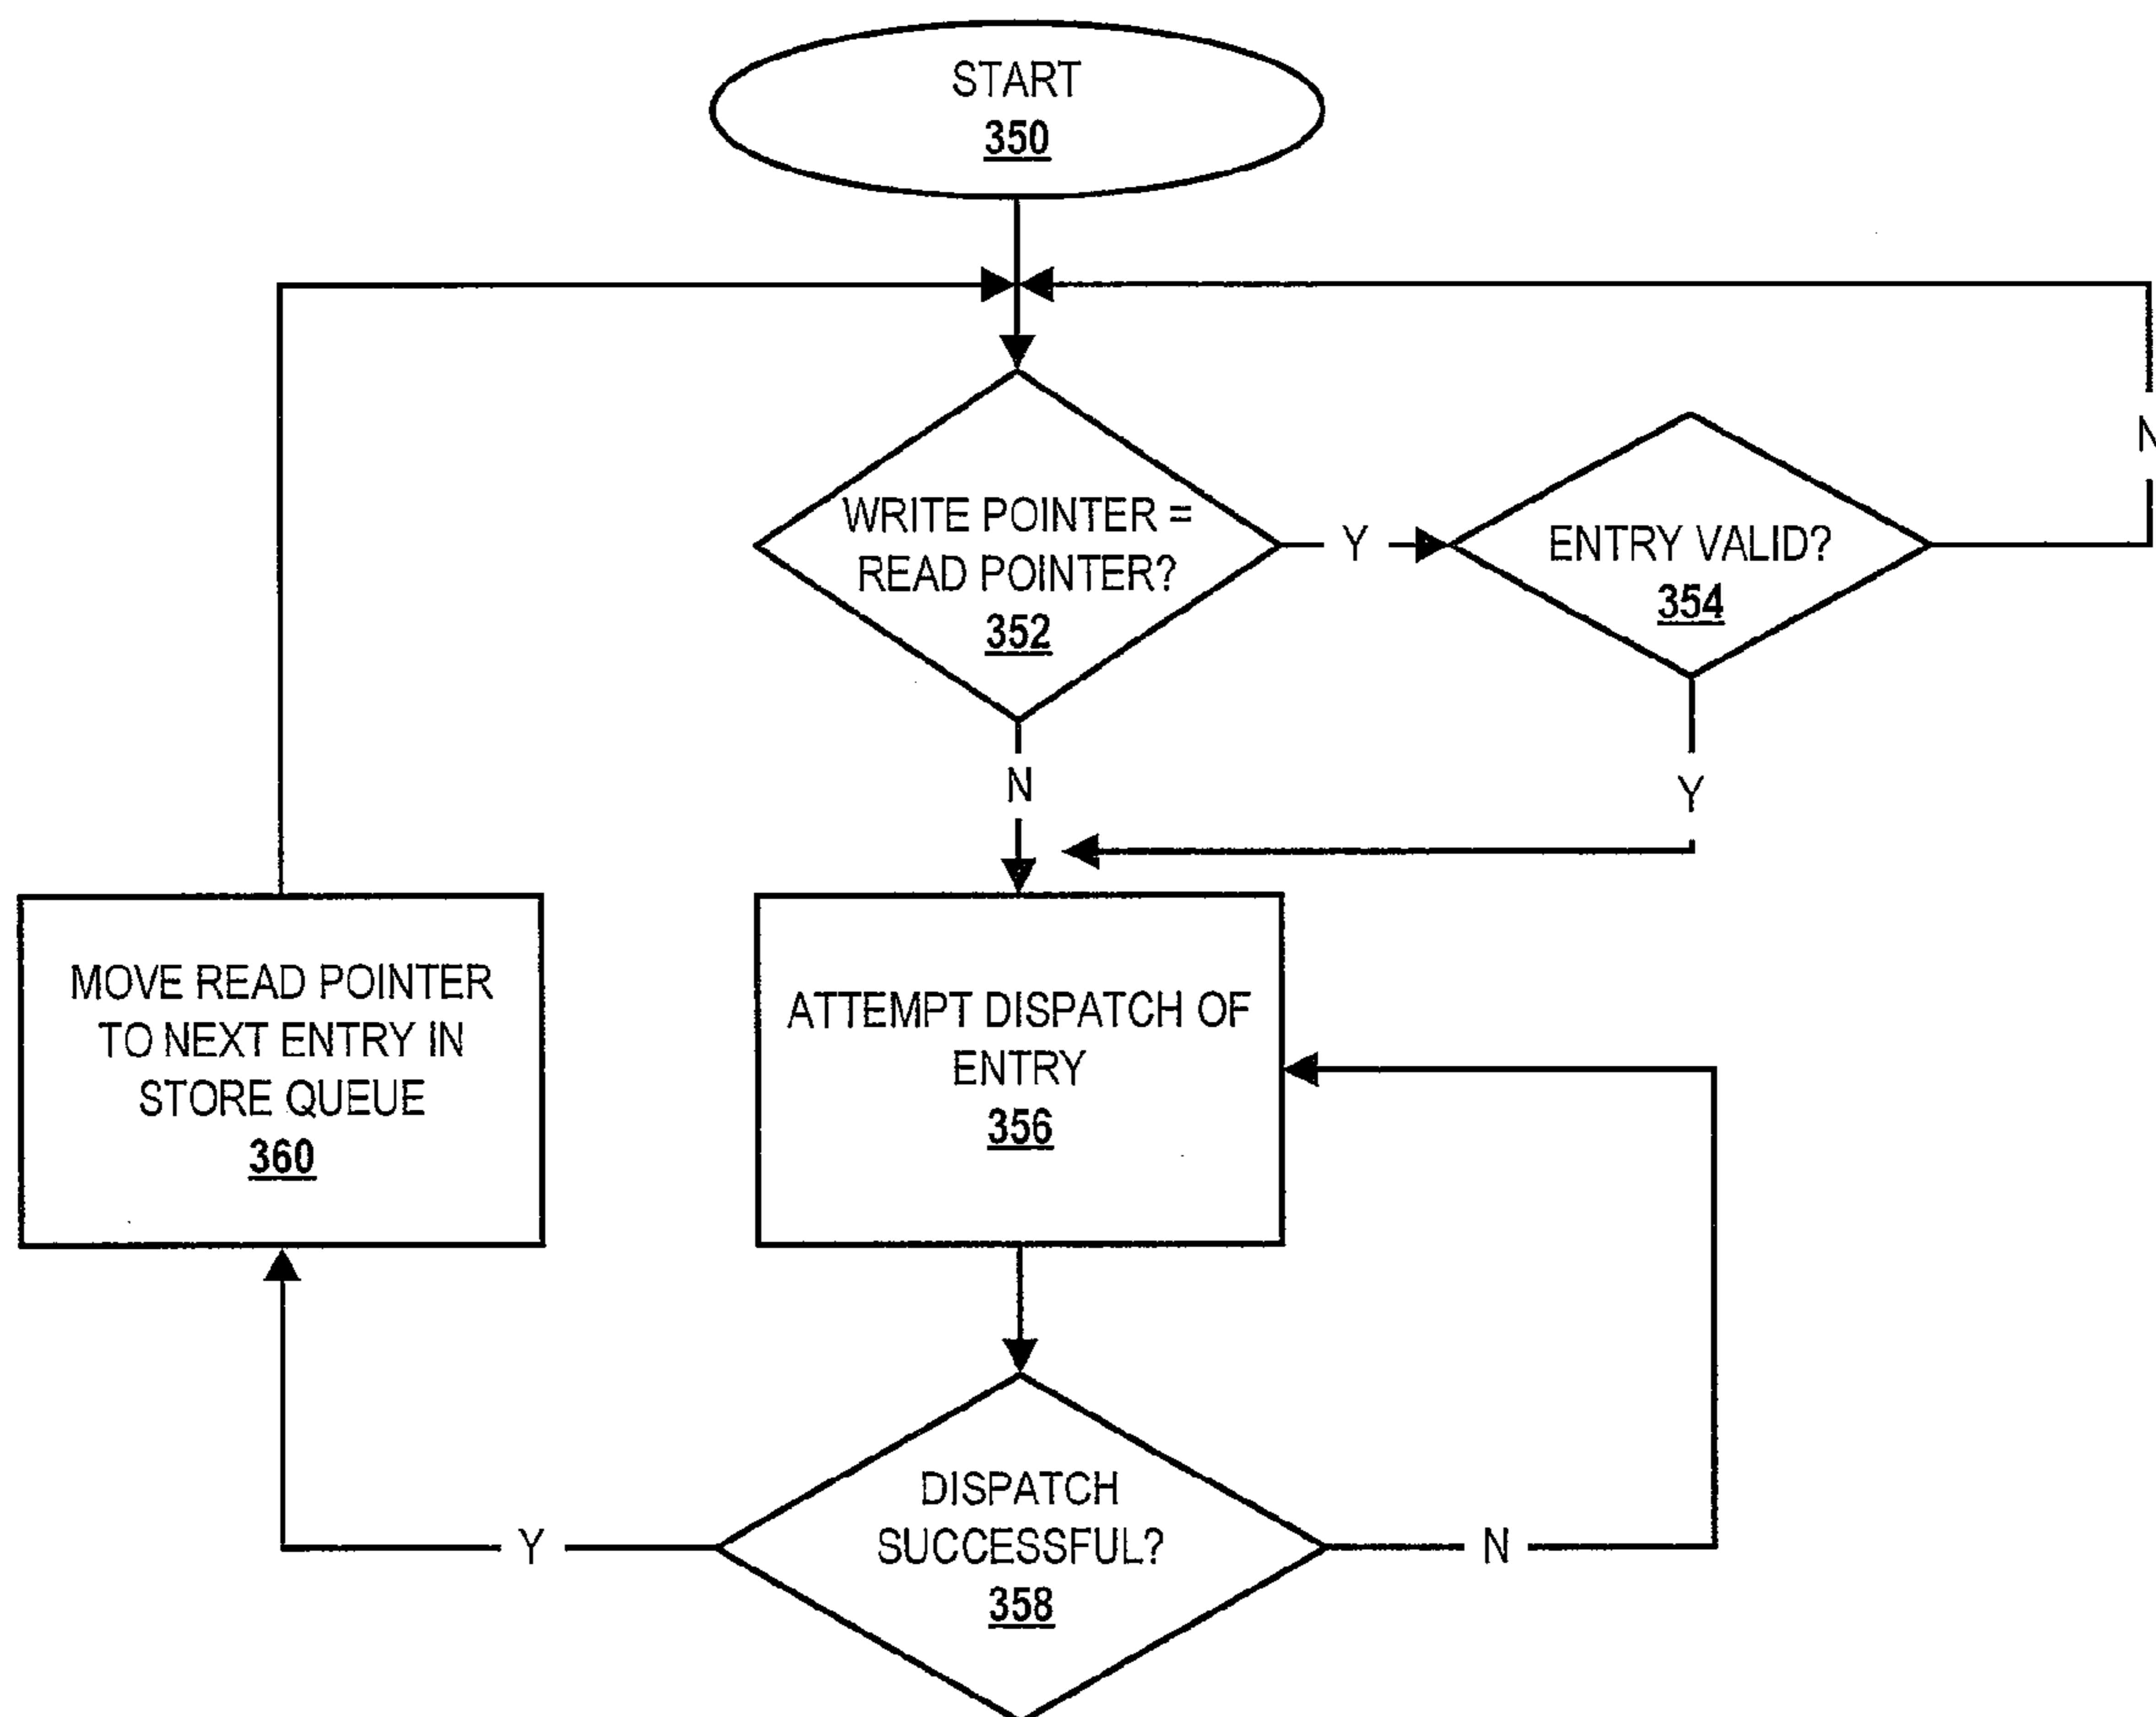 START
350
WRITE POINTER =
READ POINTER?
352
Y
ENTRY VALID?
354
N
N
Y
MOVE READ POINTER
TO NEXT ENTRY IN
STORE QUEUE
360
ATTEMPT DISPATCH OF
ENTRY
356
DISPATCH
SUCCESSFUL?
358
Y
N